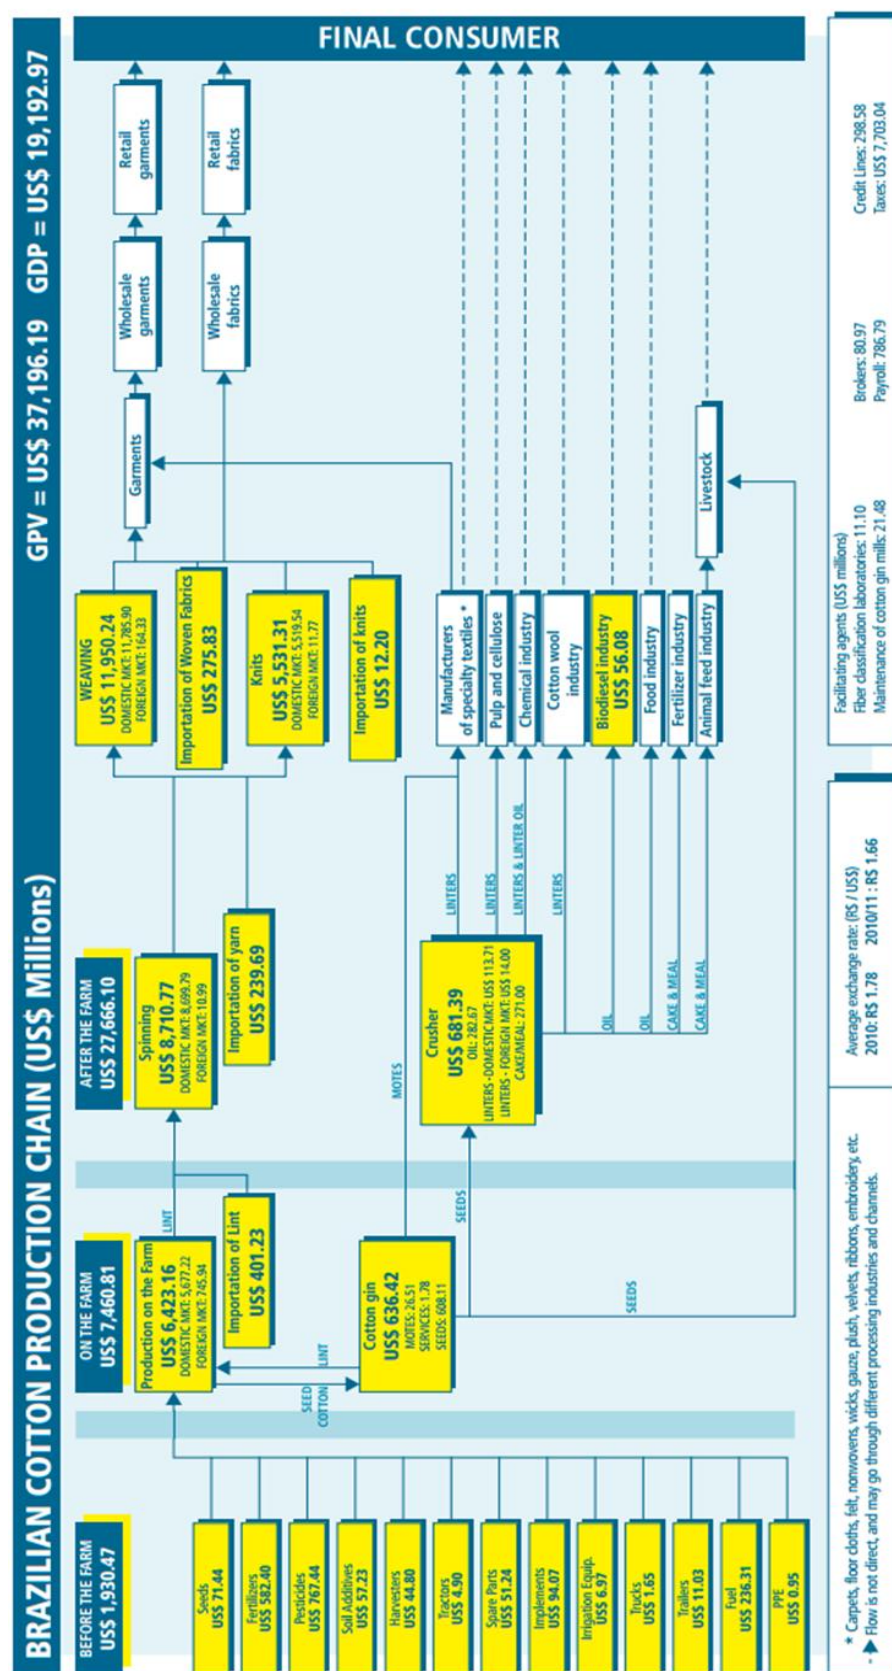 BRAZILIAN COTTON PRODUCTION CHAIN (US$ Millions)
GPV = US$ 37,196.19 GDP = US$ 19,192.97
BEFORE THE FARM
US$ 1,930.47
Seeds
US$ 71.44
Fertilizers
US$ 582.40
Pesticides
US$ 767.44
Soil Additives
US$ 57.23
Harvesters
US$ 44.80
Tractors
US$ 4.90
Spare Parts
US$ 51.24
Implements
US$ 94.07
Irrigation Equip.
US$ 6.97
Trucks
US$ 1.65
Trailers
US$ 11.03
Fuel
US$ 236.31
PPE
US$ 0.95
ON THE FARM
US$ 7,460.81
Production on the Farm
US$ 6,423.16
DOMESTIC MKT: 5,677.22
FOREIGN MKT: 745.94
LINT
Importation of Lint
US$ 401.23
SEED
COTTON
LINT
Cotton gin
US$ 636.42
MOTES: 26.51
SERVICES: 1.78
SEEDS: 608.11
MOTES
SEEDS
SEEDS
AFTER THE FARM
US$ 27,666.10
Spinning
US$ 8,710.77
DOMESTIC MKT: 8,699.79
FOREIGN MKT: 10.99
Importation of yarn
US$ 239.69
Crusher
US$ 681.39
OIL: 282.67
LINTERS - DOMESTIC MKT: US$ 113.71
LINTERS - FOREIGN MKT: US$ 14.00
CAKE/MEAL: 271.00
LINTERS
LINTERS
LINTERS & LINTER OIL
LINTERS
OIL
OIL
CAKE & MEAL
CAKE & MEAL
WEAVING
US$ 11,950.24
DOMESTIC MKT: 11,785.90
FOREIGN MKT: 164.33
Importation of Woven Fabrics
US$ 275.83
Knits
US$ 5,531.31
DOMESTIC MKT: 5,519.54
FOREIGN MKT: 11.77
Importation of knits
US$ 12.20
Manufacturers
of specialty textiles *
Pulp and cellulose
Chemical industry
Cotton wool
industry
Biodiesel industry
US$ 56.08
Food industry
Fertilizer industry
Animal feed industry
Livestock
Garments
Wholesale
garments
Retail
garments
Wholesale
fabrics
Retail
fabrics
FINAL CONSUMER
* Carpets, floor cloths, felt, nonwovens, wicks, gauze, plush, velvets, ribbons, embroidery, etc.
Flow is not direct, and may go through different processing industries and channels.
Average exchange rate: (R$ / US$)
2010: R$ 1.78 2010/11 : R$ 1.66
Facilitating agents (US$ millions)
Fiber classification laboratories: 11.10 Brokers: 80.97 Credit Lines: 298.58
Maintenance of cotton gin mills: 21.48 Payroll: 786.79 Taxes: US$ 7,703.04